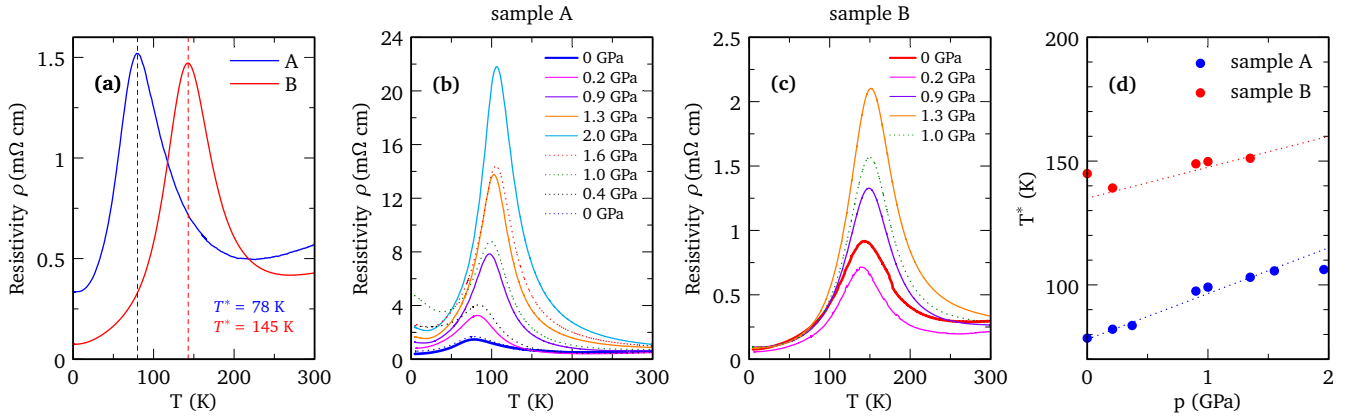 sample A
sample B
(a)
A
B
T* = 78 K
T* = 145 K
Resistivity ρ (mΩ cm)
0
0.5
1
1.5
0
100
200
300
T (K)
(b)
0 GPa
0.2 GPa
0.9 GPa
1.3 GPa
2.0 GPa
1.6 GPa
1.0 GPa
0.4 GPa
0 GPa
Resistivity ρ (mΩ cm)
0
4
8
12
16
20
24
0
100
200
300
T (K)
(c)
0 GPa
0.2 GPa
0.9 GPa
1.3 GPa
1.0 GPa
Resistivity ρ (mΩ cm)
0
0.5
1
1.5
2
2.5
0
100
200
300
T (K)
(d)
sample A
sample B
T* (K)
100
150
200
0
1
2
p (GPa)